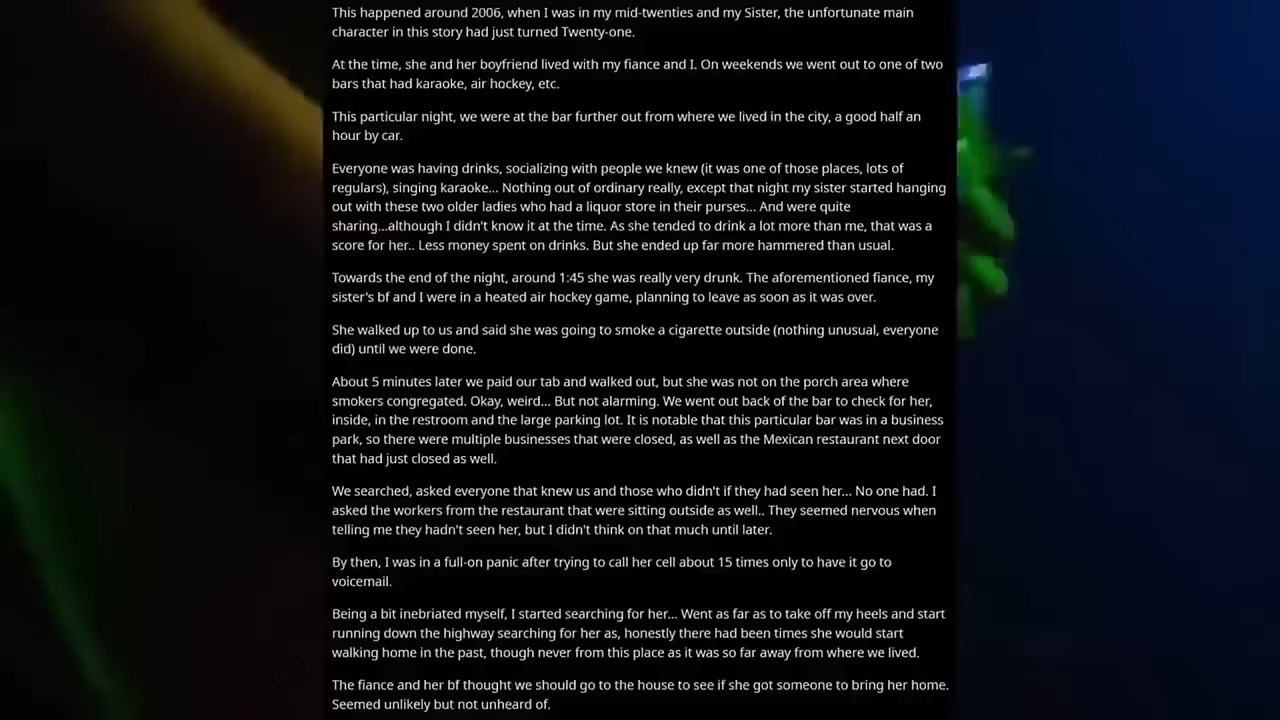 This happened around 2006, when I was in my mid-twenties and my Sister, the unfortunate main
character in this story had just turned Twenty-one.
At the time, she and her boyfriend lived with my fiance and I. On weekends we went out to one of two
bars that had karaoke, air hockey, etc.
This particular night, we were at the bar further out from where we lived in the city, a good half an
hour by car.
Everyone was having drinks, socializing with people we knew (it was one of those places, lots of
regulars), singing karaoke... Nothing out of ordinary really, except that night my sister started hanging
out with these two older ladies who had a liquor store in their purses... And were quite
sharing...although I didn't know it at the time. As she tended to drink a lot more than me, that was a
score for her.. Less money spent on drinks. But she ended up far more hammered than usual.
Towards the end of the night, around 1:45 she was really very drunk. The aforementioned fiance, my
sister's bf and I were in a heated air hockey game, planning to leave as soon as it was over.
She walked up to us and said she was going to smoke a cigarette outside (nothing unusual, everyone
did) until we were done.
About 5 minutes later we paid our tab and walked out, but she was not on the porch area where
smokers congregated. Okay, weird... But not alarming. We went out back of the bar to check for her,
inside, in the restroom and the large parking lot. It is notable that this particular bar was in a business
park, so there were multiple businesses that were closed, as well as the Mexican restaurant next door
that had just closed as well.
We searched, asked everyone that knew us and those who didn't if they had seen her... No one had. I
asked the workers from the restaurant that were sitting outside as well.. They seemed nervous when
telling me they hadn't seen her, but I didn't think on that much until later.
By then, I was in a full-on panic after trying to call her cell about 15 times only to have it go to
voicemail.
Being a bit inebriated myself, I started searching for her... Went as far as to take off my heels and start
running down the highway searching for her as, honestly there had been times she would start
walking home in the past, though never from this place as it was so far away from where we lived.
The fiance and her bf thought we should go to the house to see if she got someone to bring her home.
Seemed unlikely but not unheard of.